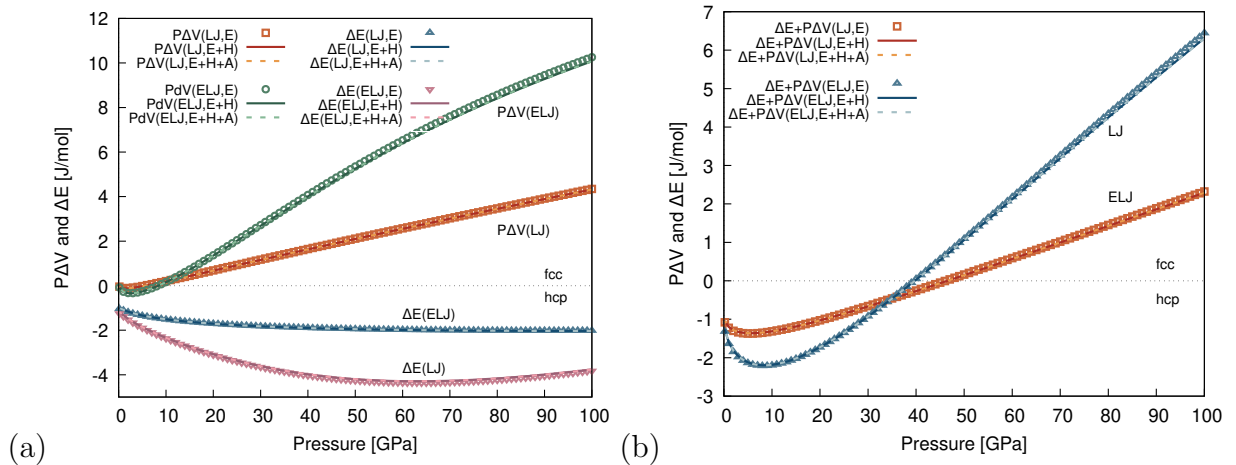 12
10
8
6
4
2
0
-2
-4
0 10 20 30 40 50 60 70 80 90 100
PΔV and ΔE [J/mol]
Pressure [GPa]
PΔV(LJ,E)
PΔV(LJ,E+H)
PΔV(LJ,E+H+A)
PdV(ELJ,E)
PdV(ELJ,E+H)
PdV(ELJ,E+H+A)
ΔE(LJ,E)
ΔE(LJ,E+H)
ΔE(LJ,E+H+A)
ΔE(ELJ,E)
ΔE(ELJ,E+H)
ΔE(ELJ,E+H+A)
PΔV(ELJ)
PΔV(LJ)
fcc
hcp
ΔE(ELJ)
ΔE(LJ)
(a)
7
6
5
4
3
2
1
0
-1
-2
-3
0 10 20 30 40 50 60 70 80 90 100
PΔV and ΔE [J/mol]
Pressure [GPa]
ΔE+PΔV(LJ,E)
ΔE+PΔV(LJ,E+H)
ΔE+PΔV(LJ,E+H+A)
ΔE+PΔV(ELJ,E)
ΔE+PΔV(ELJ,E+H)
ΔE+PΔV(ELJ,E+H+A)
LJ
ELJ
fcc
hcp
(b)